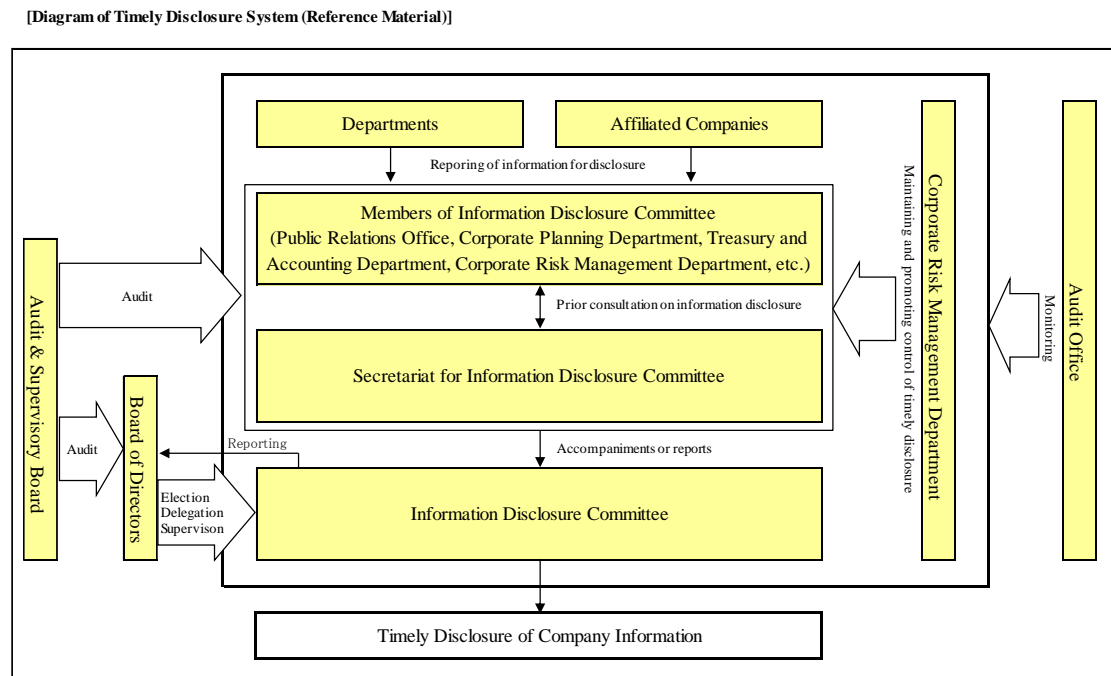 [Diagram of Timely Disclosure System (Reference Material)]
Departments
Affiliated Companies
Reporing of information for disclosure
Members of Information Disclosure Committee
(Public Relations Office, Corporate Planning Department, Treasury and
Accounting Department, Corporate Risk Management Department, etc.)
Prior consultation on information disclosure
Secretariat for Information Disclosure Committee
Accompaniments or reports
Information Disclosure Committee
Timely Disclosure of Company Information
Audit & Supervisory Board
Audit
Audit
Board of Directors
Reporting
Election
Delegation
Supervison
Maintaining and promoting control of timely disclosure
Corporate Risk Management Department
Monitoring
Audit Office